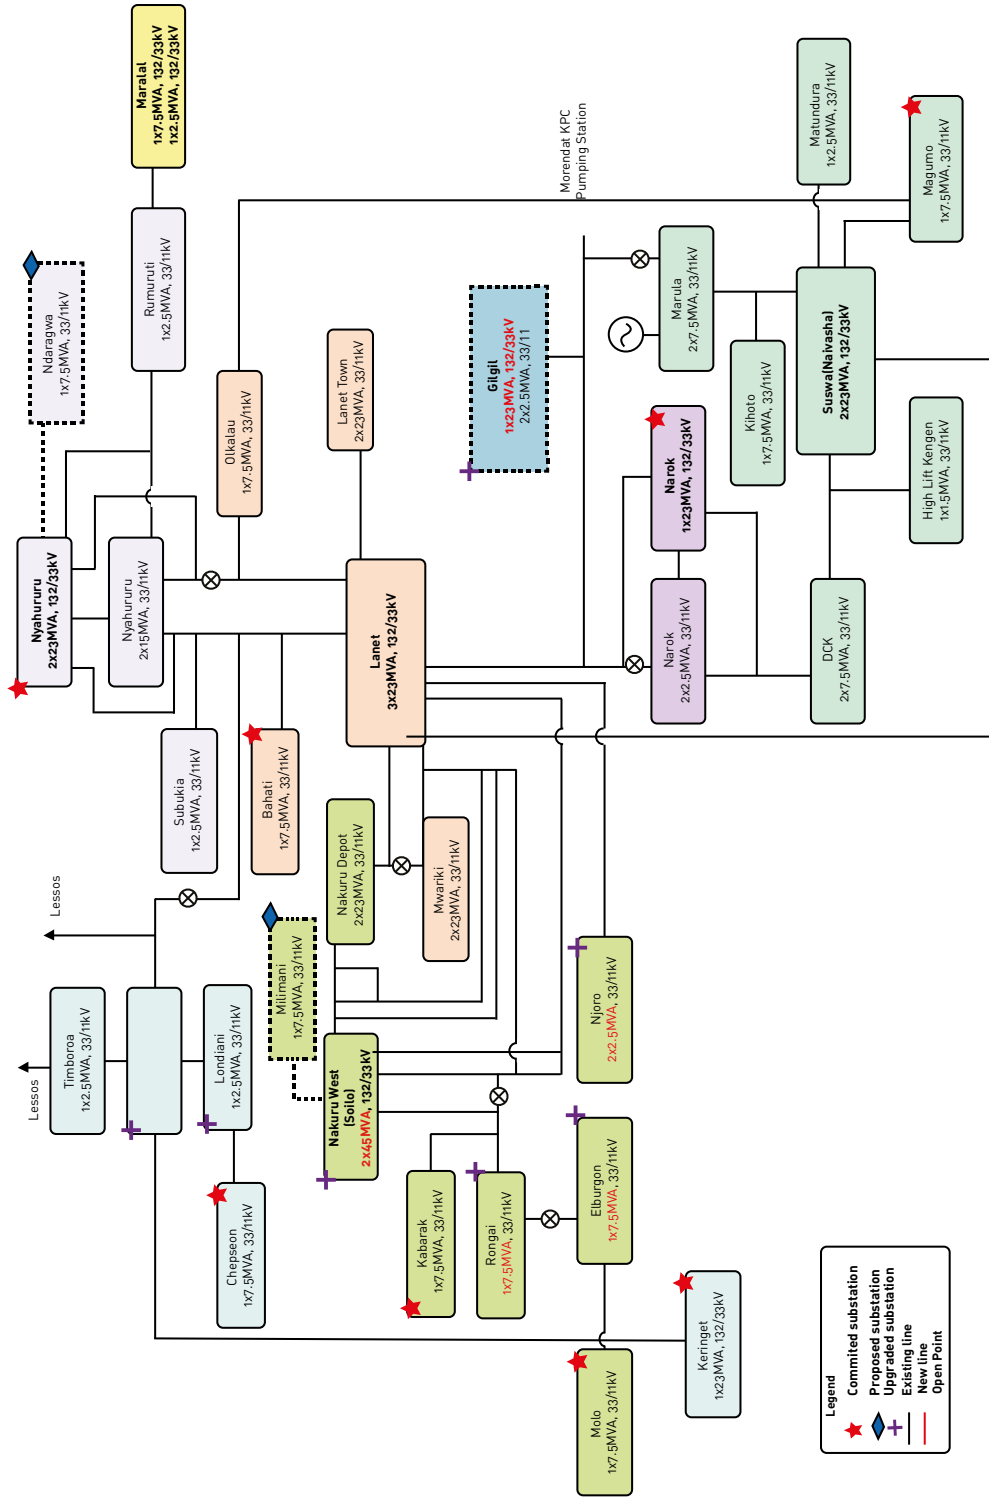 Maralal
1x7.5MVA, 132/33kV
1x2.5MVA, 132/33kV
Rumuruti
1x2.5MVA, 33/11kV
Ndaragwa
1x7.5MVA, 33/11kV
Nyahururu
2x23MVA, 132/33kV
Nyahururu
2x15MVA, 33/11kV
Olkalau
1x7.5MVA, 33/11kV
Lanet Town
2x23MVA, 33/11kV
Lanet
3x23MVA, 132/33kV
Subukia
1x2.5MVA, 33/11kV
Bahati
1x7.5MVA, 33/11kV
Nakuru Depot
2x23MVA, 33/11kV
Mwariki
2x23MVA, 33/11kV
Milimani
1x7.5MVA, 33/11kV
Nakuru West
(Soilo)
2x45MVA, 132/33kV
Lessos
Lessos
Timboroa
1x2.5MVA, 33/11kV
Londiani
1x2.5MVA, 33/11kV
Chepseon
1x7.5MVA, 33/11kV
Kabarak
1x7.5MVA, 33/11kV
Rongai
1x7.5MVA, 33/11kV
Elburgon
1x7.5MVA, 33/11kV
Njoro
2x2.5MVA, 33/11kV
Molo
1x7.5MVA, 33/11kV
Keringet
1x23MVA, 132/33kV
Morendat KPC
Pumping Station
Gilgil
1x23MVA, 132/33kV
2x2.5MVA, 33/11
Marula
2x7.5MVA, 33/11kV
Kihoto
1x7.5MVA, 33/11kV
Narok
1x23MVA, 132/33kV
Narok
2x2.5MVA, 33/11kV
Matundura
1x2.5MVA, 33/11kV
Magumo
1x7.5MVA, 33/11kV
Suswa(Naivasha)
2x23MVA, 132/33kV
High Lift Kengen
1x1.5MVA, 33/11kV
DCK
2x7.5MVA, 33/11kV
Legend
Commited substation
Proposed substation
Upgraded substation
Existing line
New line
Open Point